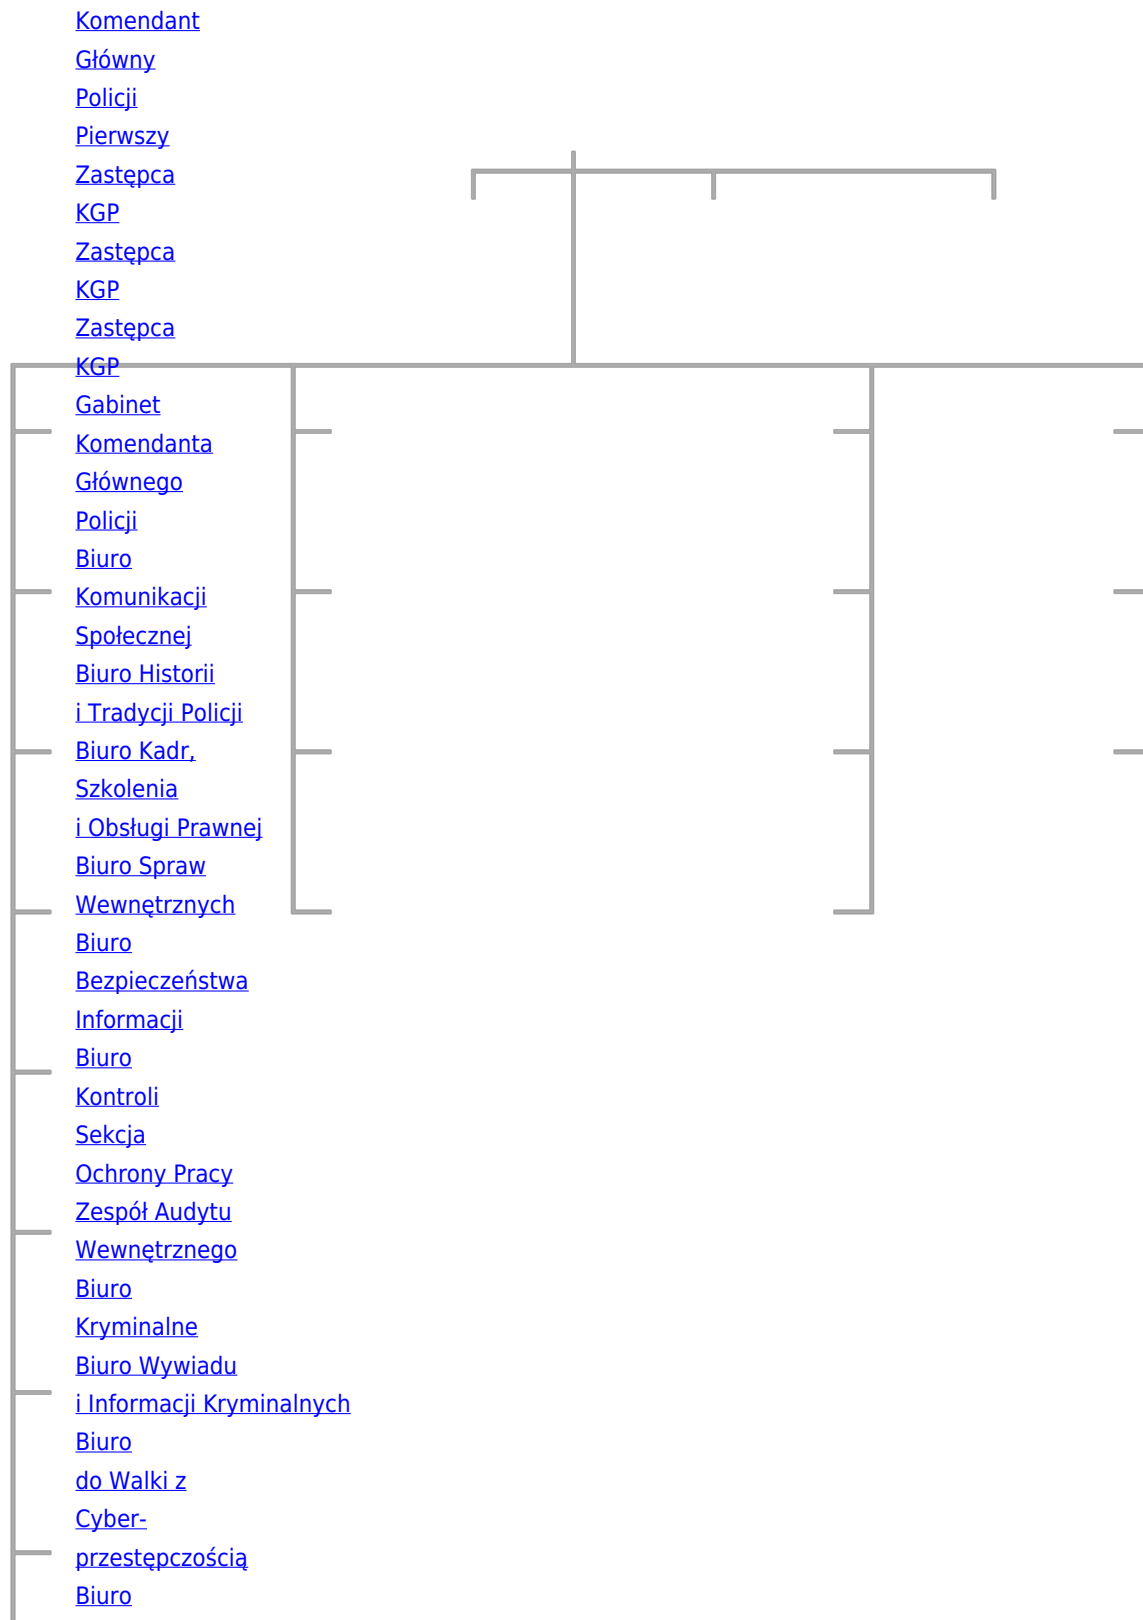 Komendant
Główny
Policji
Pierwszy
Zastępca
KGP
Zastępca
KGP
Zastępca
KGP
Gabinet
Komendanta
Głównego
Policji
Biuro
Komunikacji
Społecznej
Biuro Historii
i Tradycji Policji
Biuro Kadr,
Szkolenia
i Obsługi Prawnej
Biuro Spraw
Wewnętrznych
Biuro
Bezpieczeństwa
Informacji
Biuro
Kontroli
Sekcja
Ochrony Pracy
Zespół Audytu
Wewnętrznego
Biuro
Kryminalne
Biuro Wywiadu
i Informacji Kryminalnych
Biuro
do Walki z
Cyber-
przestępczością
Biuro